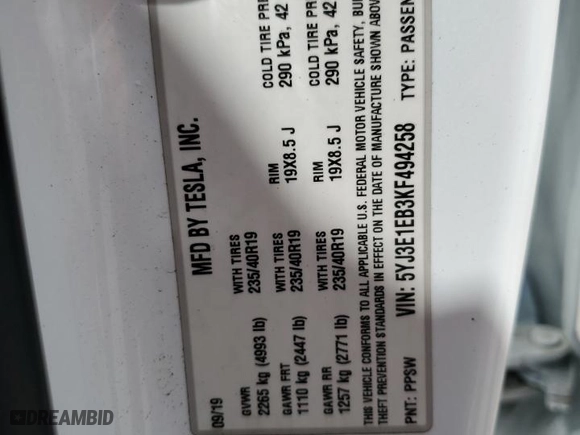 MFD BY TESLA, INC.
09/19
GVWR WITH TIRES RIM COLD TIRE PR
2265 kg (4993 lb) 235/40R19 290 kPa, 42
GAWR FRT WITH TIRES RIM COLD TIRE PR
1110 kg (2447 lb) 235/40R19 19X8.5 J 290 kPa, 42
GAWR RR WITH TIRES
1257 kg (2771 lb) 235/40R19 19X8.5 J
THIS VEHICLE CONFORMS TO ALL APPLICABLE U.S. FEDERAL MOTOR VEHICLE SAFETY, BU
THEFT PREVENTION STANDARDS IN EFFECT ON THE DATE OF MANUFACTURE SHOWN ABOV
PNT: PPSW VIN: 5YJ3E1EB3KF494258 TYPE: PASSEN
DREAMBID